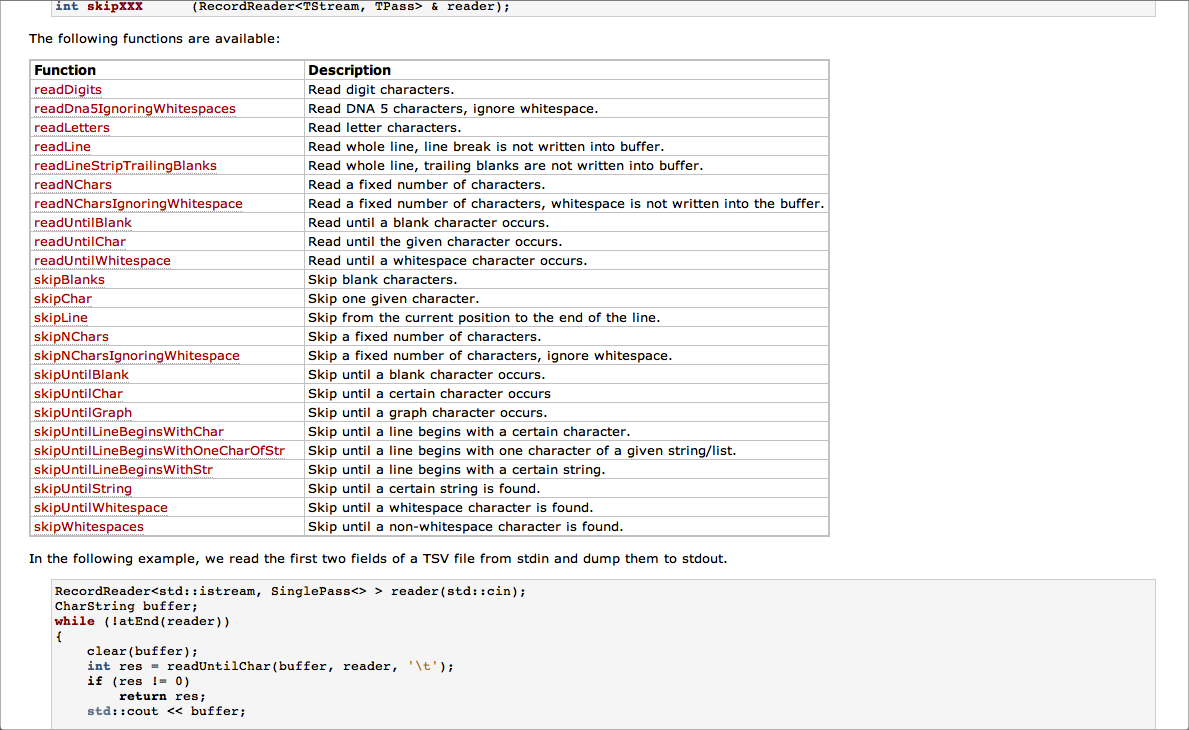 int skipXXX      (RecordReader<TStream, TPass> & reader);
The following functions are available:
Function Description
readDigits Read digit characters.
readDna5IgnoringWhitespaces Read DNA 5 characters, ignore whitespace.
readLetters Read letter characters.
readLine Read whole line, line break is not written into buffer.
readLineStripTrailingBlanks Read whole line, trailing blanks are not written into buffer.
readNChars Read a fixed number of characters.
readNCharsIgnoringWhitespace Read a fixed number of characters, whitespace is not written into the buffer.
readUntilBlank Read until a blank character occurs.
readUntilChar Read until the given character occurs.
readUntilWhitespace Read until a whitespace character occurs.
skipBlanks Skip blank characters.
skipChar Skip one given character.
skipLine Skip from the current position to the end of the line.
skipNChars Skip a fixed number of characters.
skipNCharsIgnoringWhitespace Skip a fixed number of characters, ignore whitespace.
skipUntilBlank Skip until a blank character occurs.
skipUntilChar Skip until a certain character occurs
skipUntilGraph Skip until a graph character occurs.
skipUntilLineBeginsWithChar Skip until a line begins with a certain character.
skipUntilLineBeginsWithOneCharOfStr Skip until a line begins with one character of a given string/list.
skipUntilLineBeginsWithStr Skip until a line begins with a certain string.
skipUntilString Skip until a certain string is found.
skipUntilWhitespace Skip until a whitespace character is found.
skipWhitespaces Skip until a non-whitespace character is found.
In the following example, we read the first two fields of a TSV file from stdin and dump them to stdout.
RecordReader<std::istream, SinglePass<> > reader(std::cin);
CharString buffer;
while (!atEnd(reader))
{
    clear(buffer);
    int res = readUntilChar(buffer, reader, '\t');
    if (res != 0)
        return res;
    std::cout << buffer;